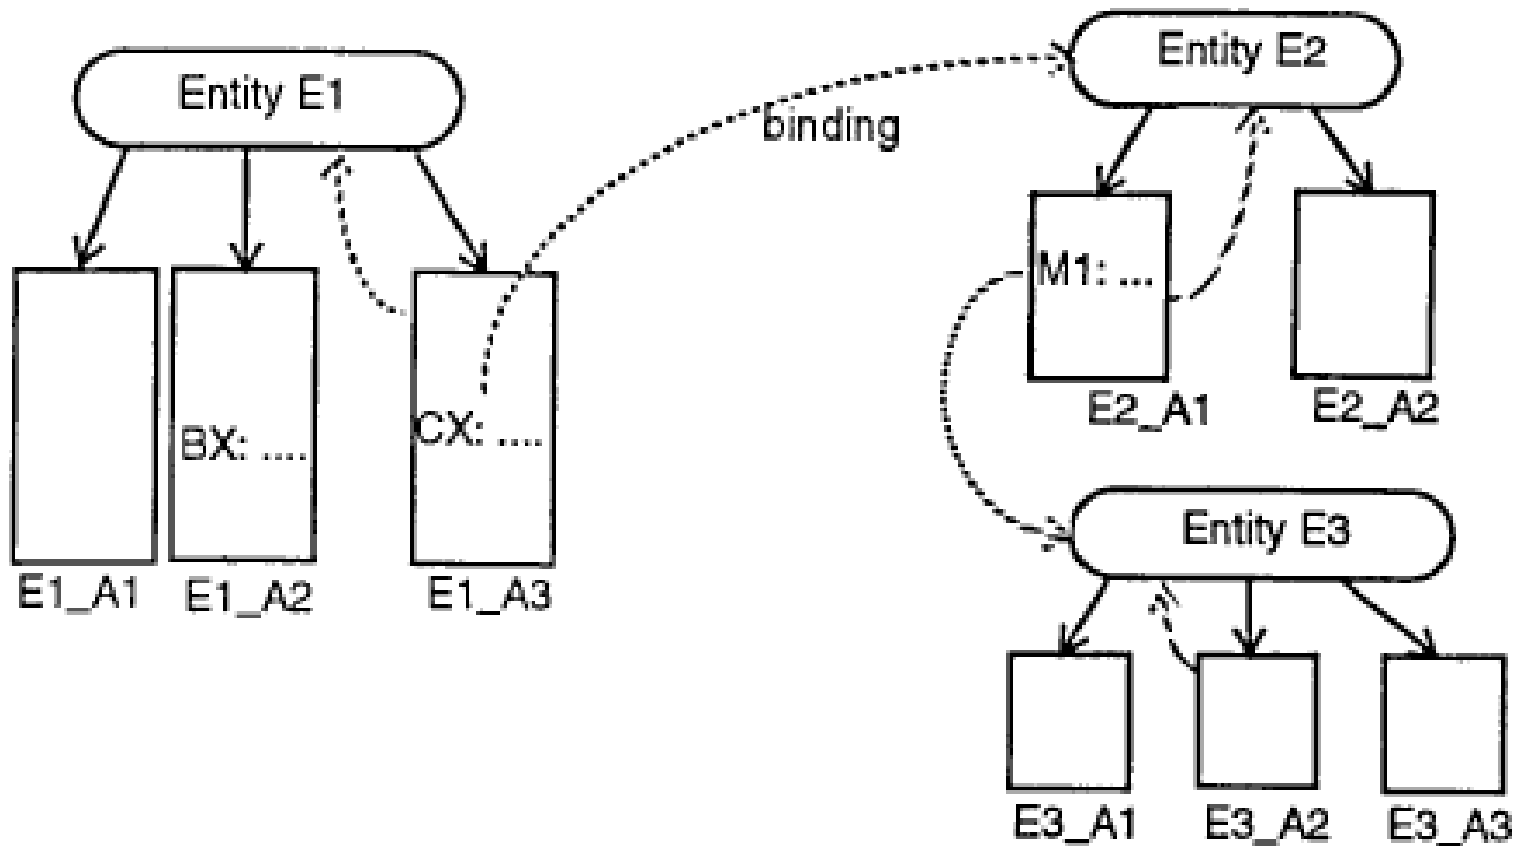 Entity E1
Entity E2
binding
M1: ...
BX: ....
CX: ....
E2_A1
E2_A2
E1_A1
E1_A2
E1_A3
Entity E3
E3_A1
E3_A2
E3_A3